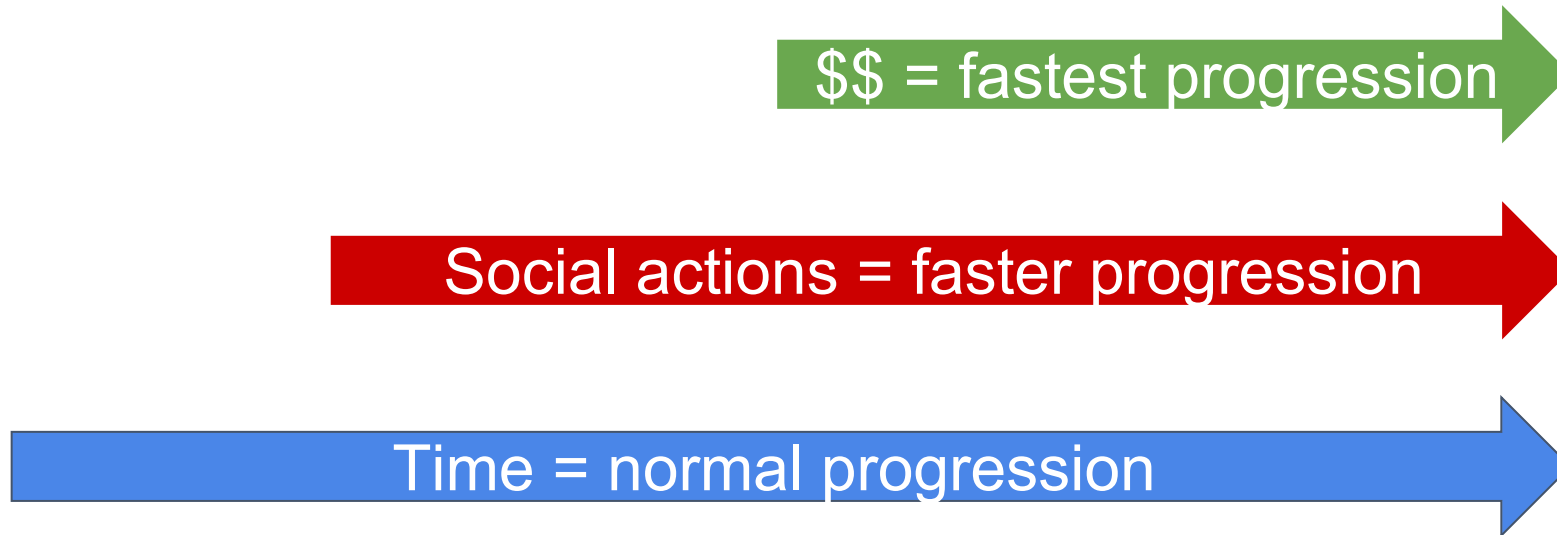 $$ = fastest progression
Social actions = faster progression
Time = normal progression